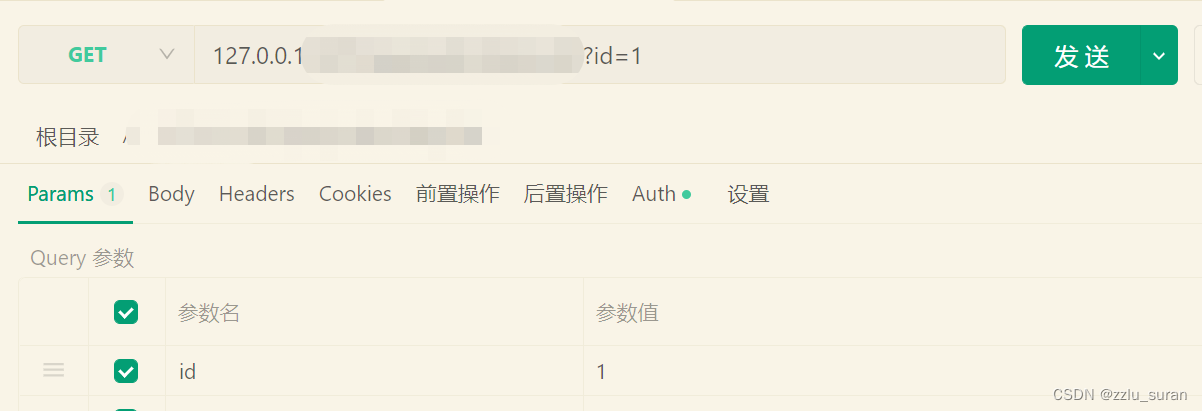 GET 127.0.0.1 ?id=1 发送
根目录
Params 1 Body Headers Cookies 前置操作 后置操作 Auth 设置
Query 参数
参数名 参数值
id 1
CSDN @zzlu_suran